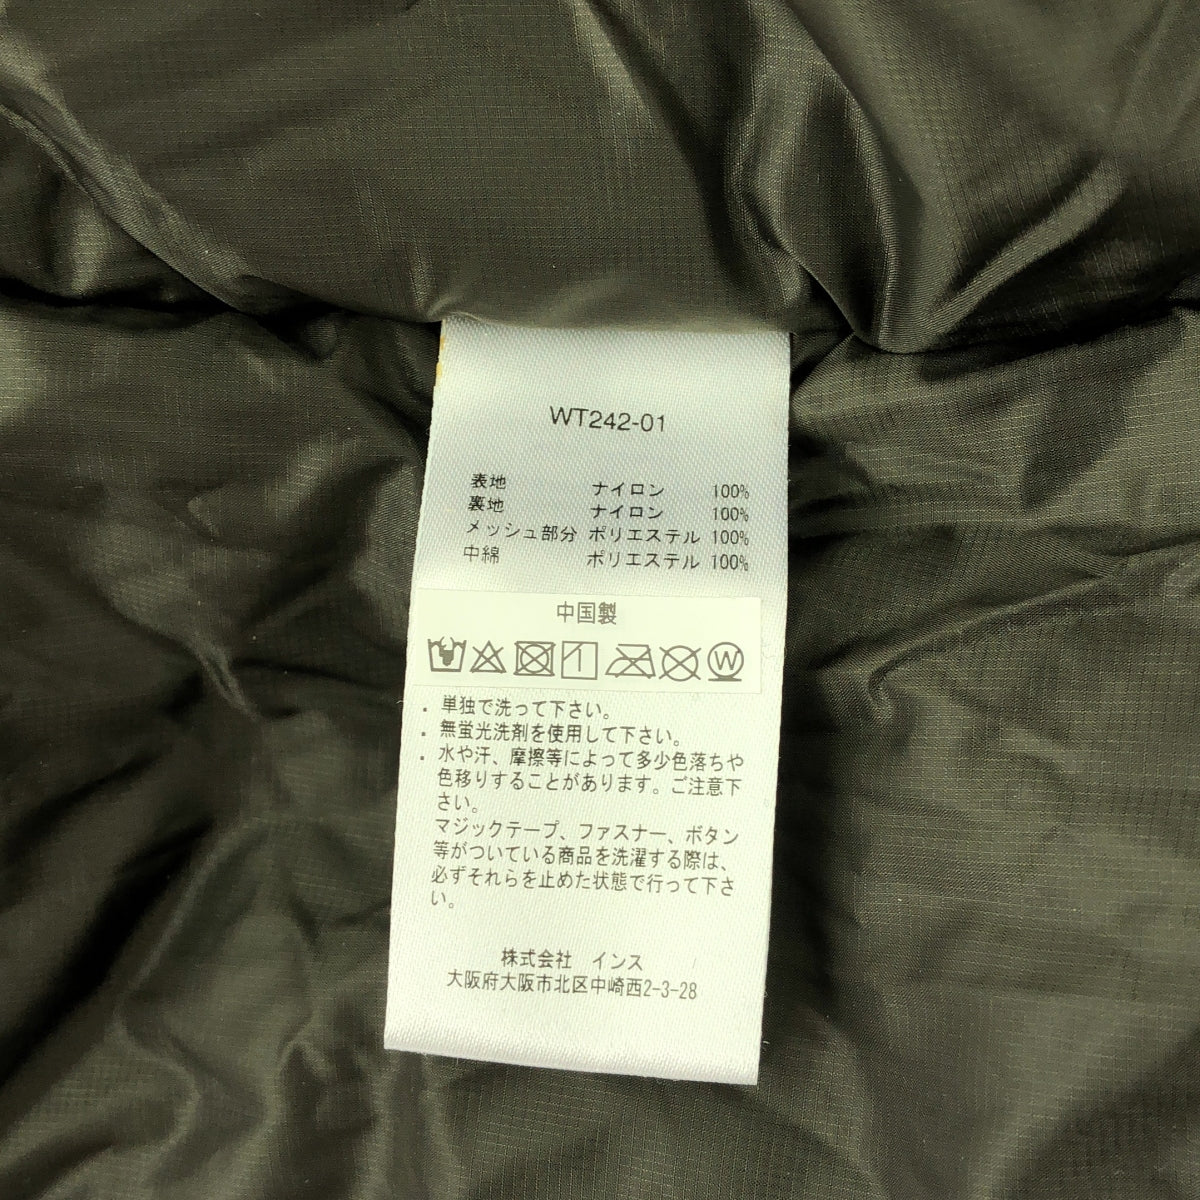 WT242-01
表地 ナイロン 100%
裏地 ナイロン 100%
メッシュ部分 ポリエステル 100%
中綿 ポリエステル 100%
中国製
W
. 単独で洗って下さい。
. 無蛍光洗剤を使用して下さい。
. 水や汗、摩擦等によって多少色落ちや
色移りすることがあります。ご注意下
さい。
マジックテープ、ファスナー、ボタン
等がついている商品を洗濯する際は、
必ずそれらを止めた状態で行って下さ
い。
株式会社 インス
大阪府大阪市北区中崎西2-3-28